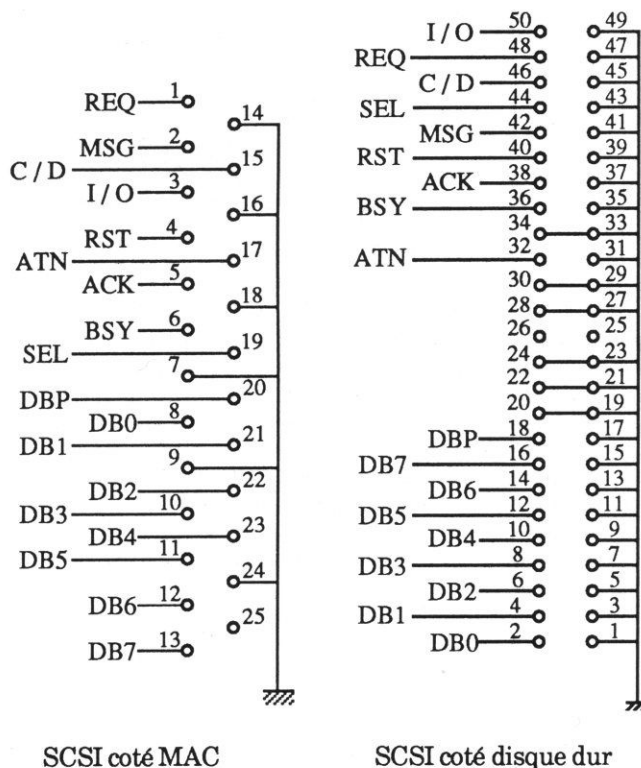 REQ 1
14
MSG 2
C / D 15
I / O 3
16
RST 4
ATN 17
ACK 5
18
BSY 6
SEL 19
7
DBP 20
DB0 8
DB1 21
9
DB2 22
DB3 10
DB4 23
DB5 11
24
DB6 12
25
DB7 13
SCSI coté MAC
I / O 50 49
REQ 48 47
C / D 46 45
SEL 44 43
MSG 42 41
RST 40 39
ACK 38 37
BSY 36 35
34 33
ATN 32 31
30 29
28 27
26 25
24 23
22 21
20 19
DBP 18 17
DB7 16 15
DB6 14 13
DB5 12 11
DB4 10 9
DB3 8 7
DB2 6 5
DB1 4 3
DB0 2 1
SCSI coté disque dur